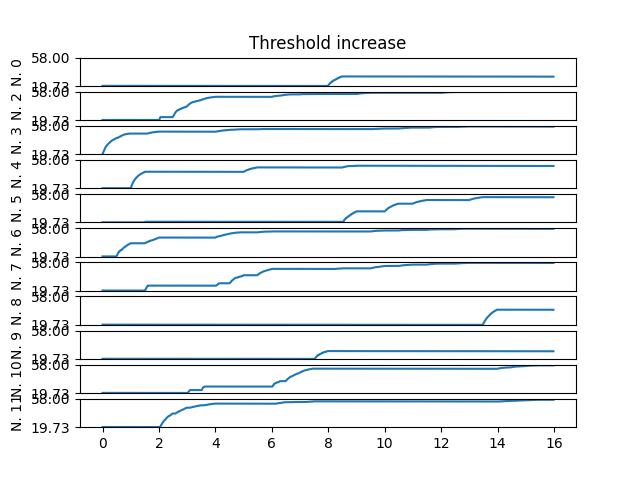 Threshold increase
58.00
N. 0
19.73
58.00
N. 2
19.73
58.00
N. 3
19.73
58.00
N. 4
19.73
58.00
N. 5
19.73
58.00
N. 6
19.73
58.00
N. 7
19.73
58.00
N. 8
19.73
58.00
N. 9
19.73
58.00
N. 10
19.73
58.00
N. 11
19.73
0 2 4 6 8 10 12 14 16